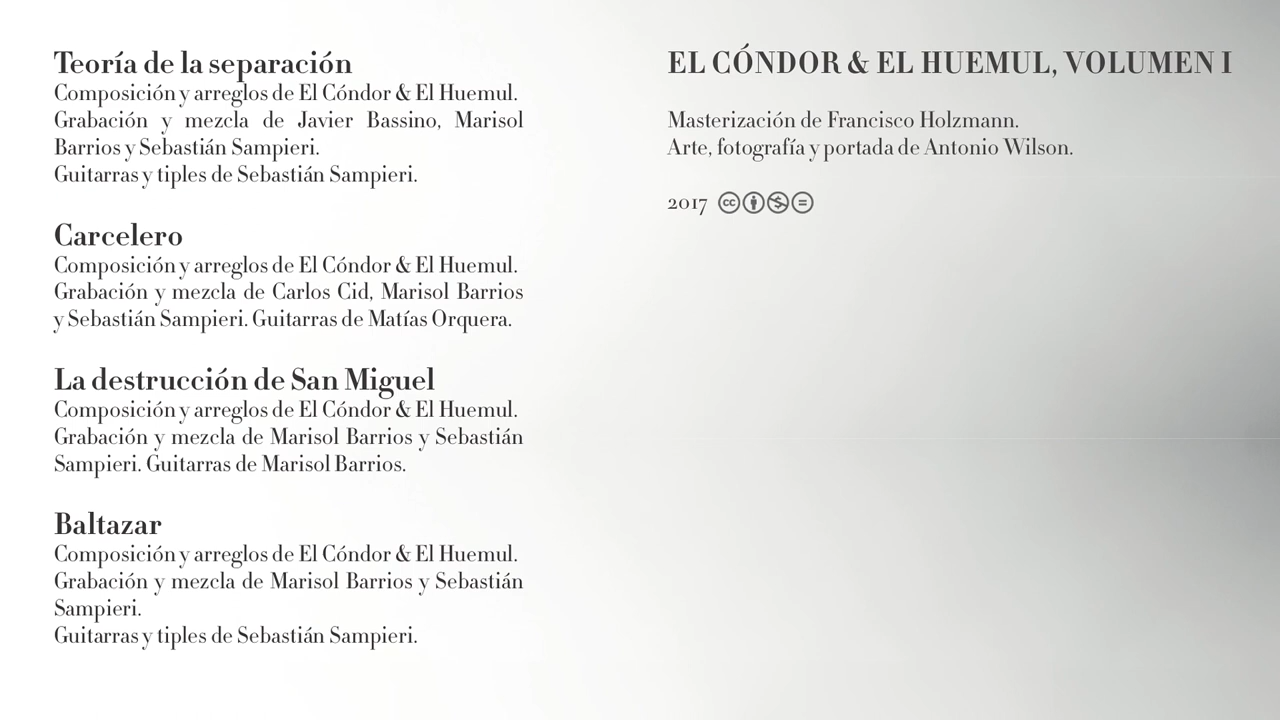 Teoría de la separación
Composición y arreglos de El Cóndor & El Huemul.
Grabación y mezcla de Javier Bassino, Marisol
Barrios y Sebastián Sampieri.
Guitarras y tiples de Sebastián Sampieri.
Carcelero
Composición y arreglos de El Cóndor & El Huemul.
Grabación y mezcla de Carlos Cid, Marisol Barrios
y Sebastián Sampieri. Guitarras de Matías Orquera.
La destrucción de San Miguel
Composición y arreglos de El Cóndor & El Huemul.
Grabación y mezcla de Marisol Barrios y Sebastián
Sampieri. Guitarras de Marisol Barrios.
Baltazar
Composición y arreglos de El Cóndor & El Huemul.
Grabación y mezcla de Marisol Barrios y Sebastián
Sampieri.
Guitarras y tiples de Sebastián Sampieri.
EL CÓNDOR & EL HUEMUL, VOLUMEN I
Masterización de Francisco Holzmann.
Arte, fotografía y portada de Antonio Wilson.
2017 cc